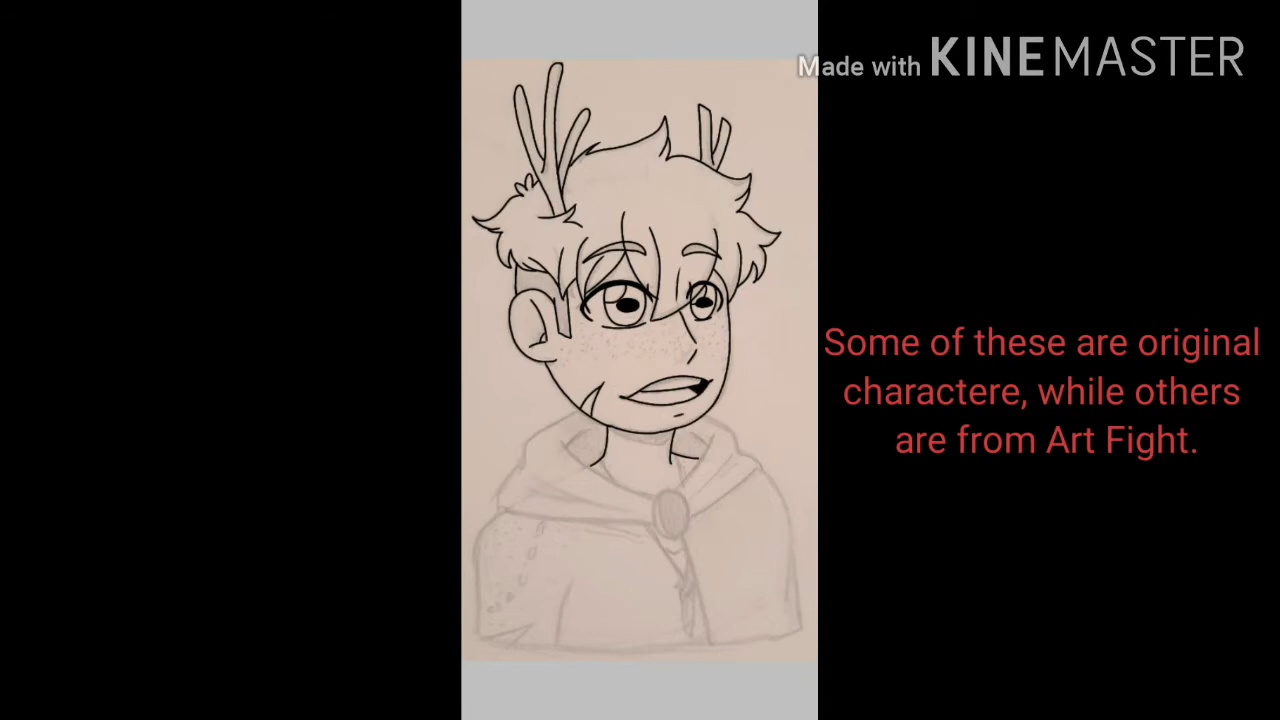 Made with KINEMASTER
Some of these are original
charactere, while others
are from Art Fight.